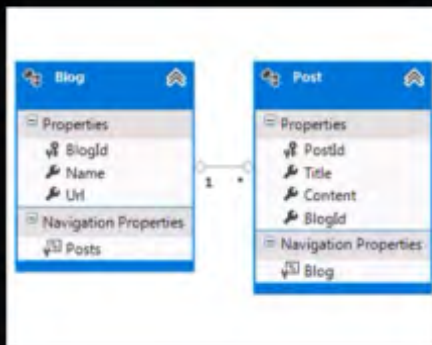 Blog
Properties
BlogId
Name
Url
Navigation Properties
Posts
1 *
Post
Properties
PostId
Title
Content
BlogId
Navigation Properties
Blog